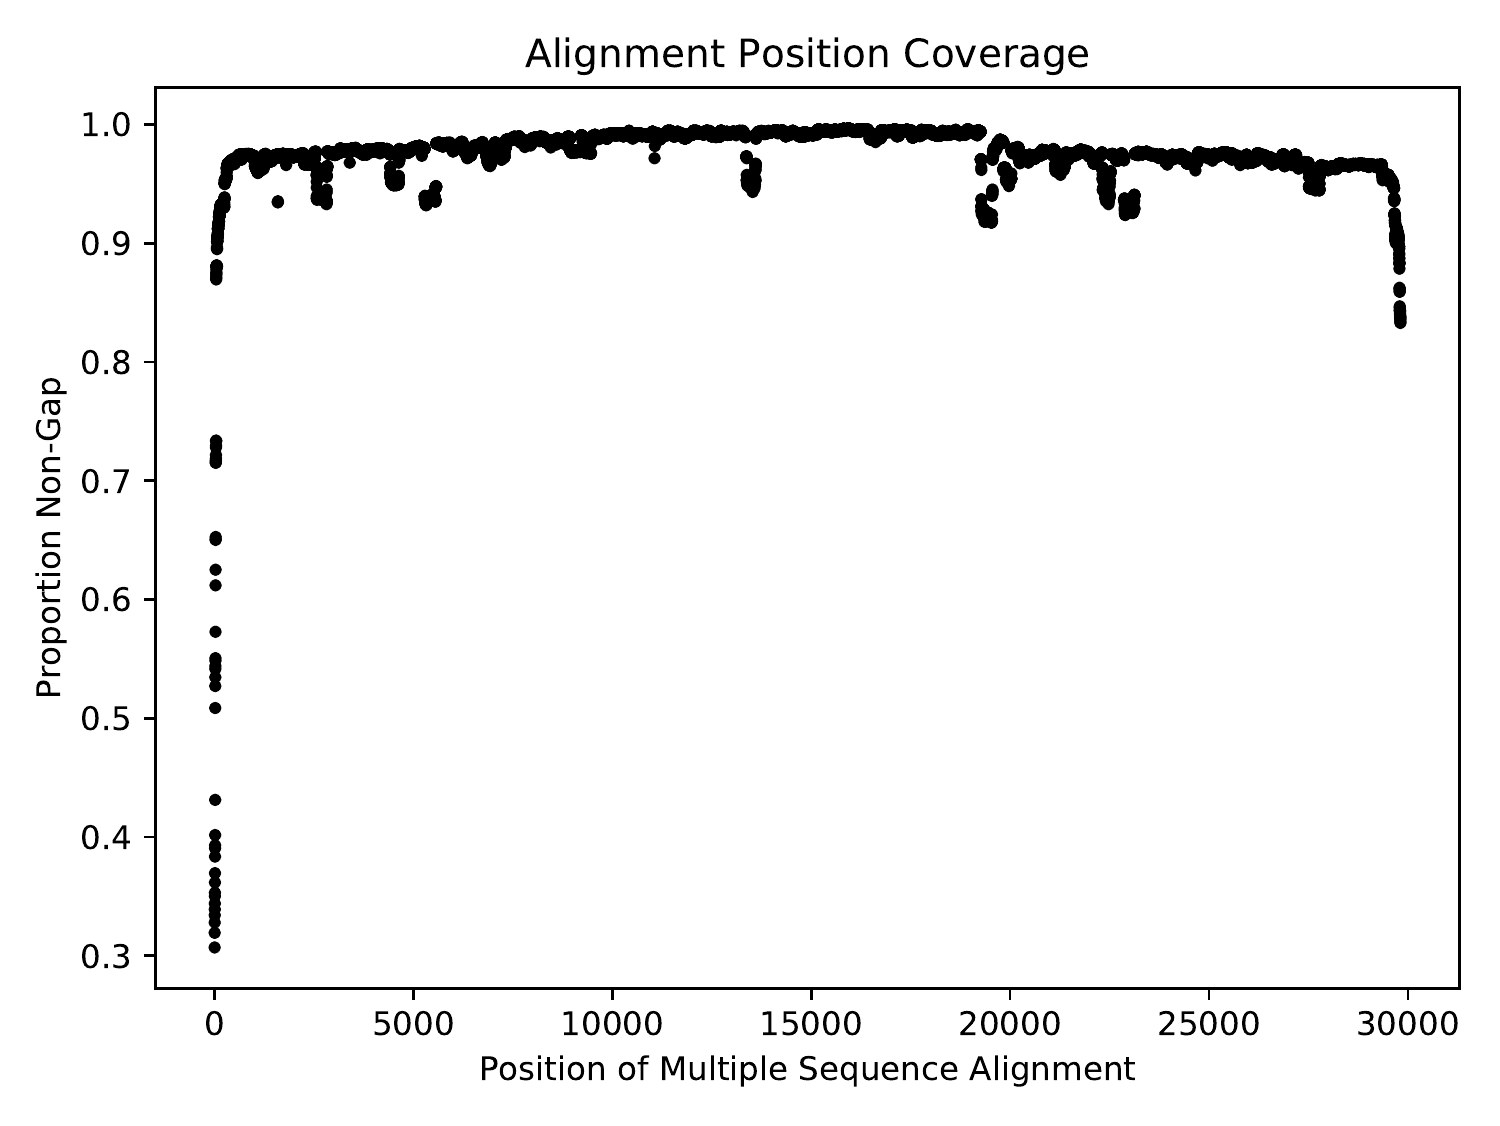 Alignment Position Coverage
1.0
0.9
0.8
0.7
0.6
0.5
0.4
0.3
Proportion Non-Gap
0 5000 10000 15000 20000 25000 30000
Position of Multiple Sequence Alignment